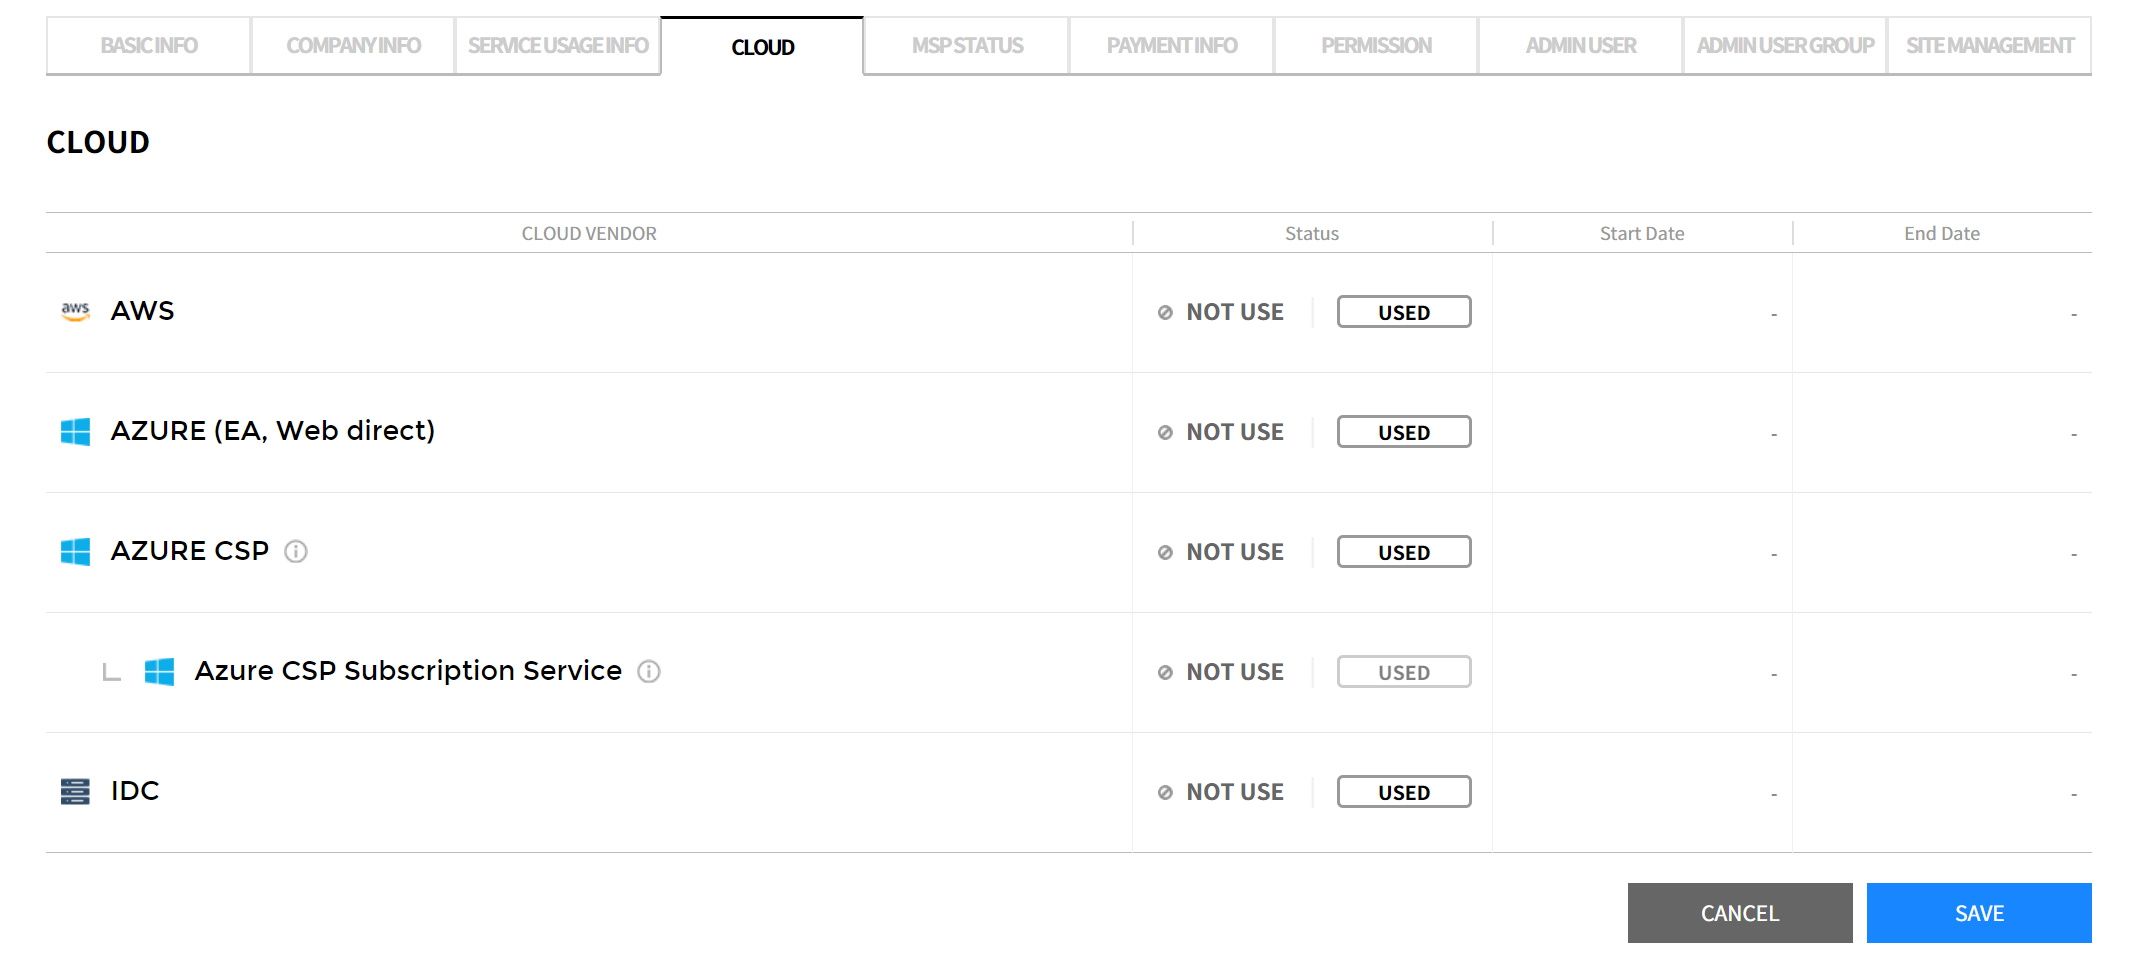 BASIC INFO COMPANY INFO SERVICE USAGE INFO CLOUD MSP STATUS PAYMENT INFO PERMISSION ADMIN USER ADMIN USER GROUP SITE MANAGEMENT
CLOUD
CLOUD VENDOR Status Start Date End Date
aws AWS NOT USE USED - -
AZURE (EA, Web direct) NOT USE USED - -
AZURE CSP NOT USE USED - -
Azure CSP Subscription Service NOT USE USED - -
IDC NOT USE USED - -
CANCEL SAVE